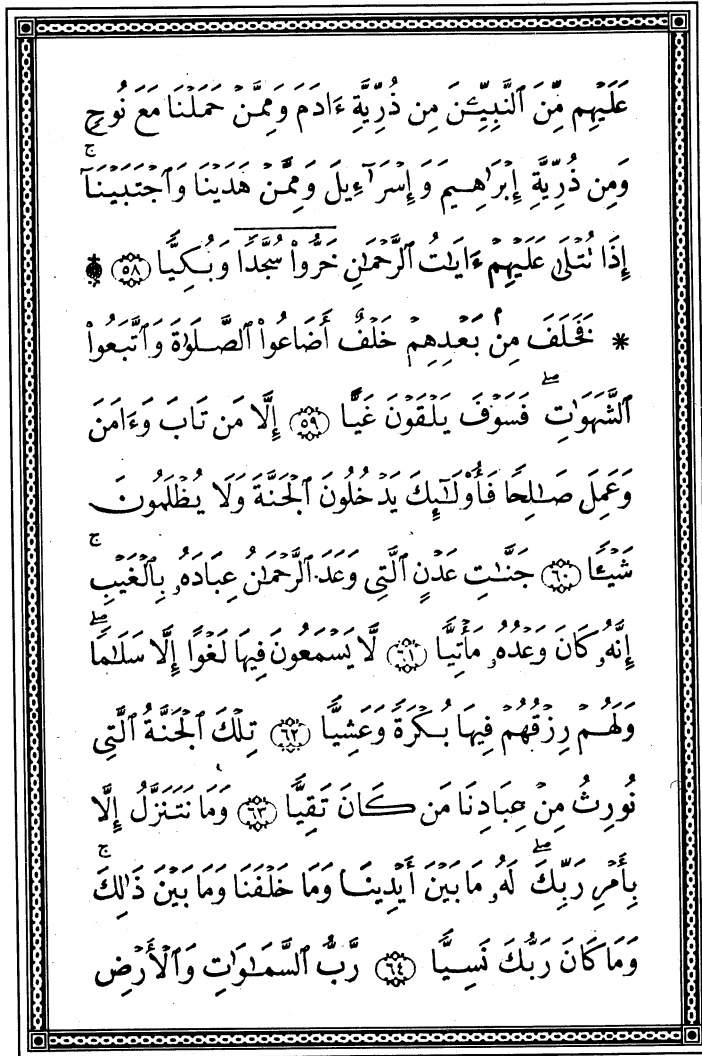 عَلَيْهِم مِّنَ ٱلنَّبِيِّـۧنَ مِن ذُرِّيَّةِ ءَادَمَ وَمِمَّنْ حَمَلْنَا مَعَ نُوحٍ
وَمِن ذُرِّيَّةِ إِبْرَٰهِيمَ وَإِسْرَٰٓءِيلَ وَمِمَّنْ هَدَيْنَا وَٱجْتَبَيْنَآ ۚ
إِذَا تُتْلَىٰ عَلَيْهِمْ ءَايَٰتُ ٱلرَّحْمَٰنِ خَرُّوا۟ سُجَّدًا وَبُكِيًّا ۩ ﴿٥٨﴾
* فَخَلَفَ مِنۢ بَعْدِهِمْ خَلْفٌ أَضَاعُوا۟ ٱلصَّلَوٰةَ وَٱتَّبَعُوا۟
ٱلشَّهَوَٰتِ ۖ فَسَوْفَ يَلْقَوْنَ غَيًّا ﴿٥٩﴾ إِلَّا مَن تَابَ وَءَامَنَ
وَعَمِلَ صَٰلِحًا فَأُو۟لَٰٓئِكَ يَدْخُلُونَ ٱلْجَنَّةَ وَلَا يُظْلَمُونَ
شَيْـًٔا ﴿٦٠﴾ جَنَّٰتِ عَدْنٍ ٱلَّتِى وَعَدَ ٱلرَّحْمَٰنُ عِبَادَهُۥ بِٱلْغَيْبِ ۚ
إِنَّهُۥ كَانَ وَعْدُهُۥ مَأْتِيًّا ﴿٦١﴾ لَّا يَسْمَعُونَ فِيهَا لَغْوًا إِلَّا سَلَٰمًا ۖ
وَلَهُمْ رِزْقُهُمْ فِيهَا بُكْرَةً وَعَشِيًّا ﴿٦٢﴾ تِلْكَ ٱلْجَنَّةُ ٱلَّتِى
نُورِثُ مِنْ عِبَادِنَا مَن كَانَ تَقِيًّا ﴿٦٣﴾ وَمَا نَتَنَزَّلُ إِلَّا
بِأَمْرِ رَبِّكَ ۖ لَهُۥ مَا بَيْنَ أَيْدِينَا وَمَا خَلْفَنَا وَمَا بَيْنَ ذَٰلِكَ ۚ
وَمَا كَانَ رَبُّكَ نَسِيًّا ﴿٦٤﴾ رَّبُّ ٱلسَّمَٰوَٰتِ وَٱلْأَرْضِ